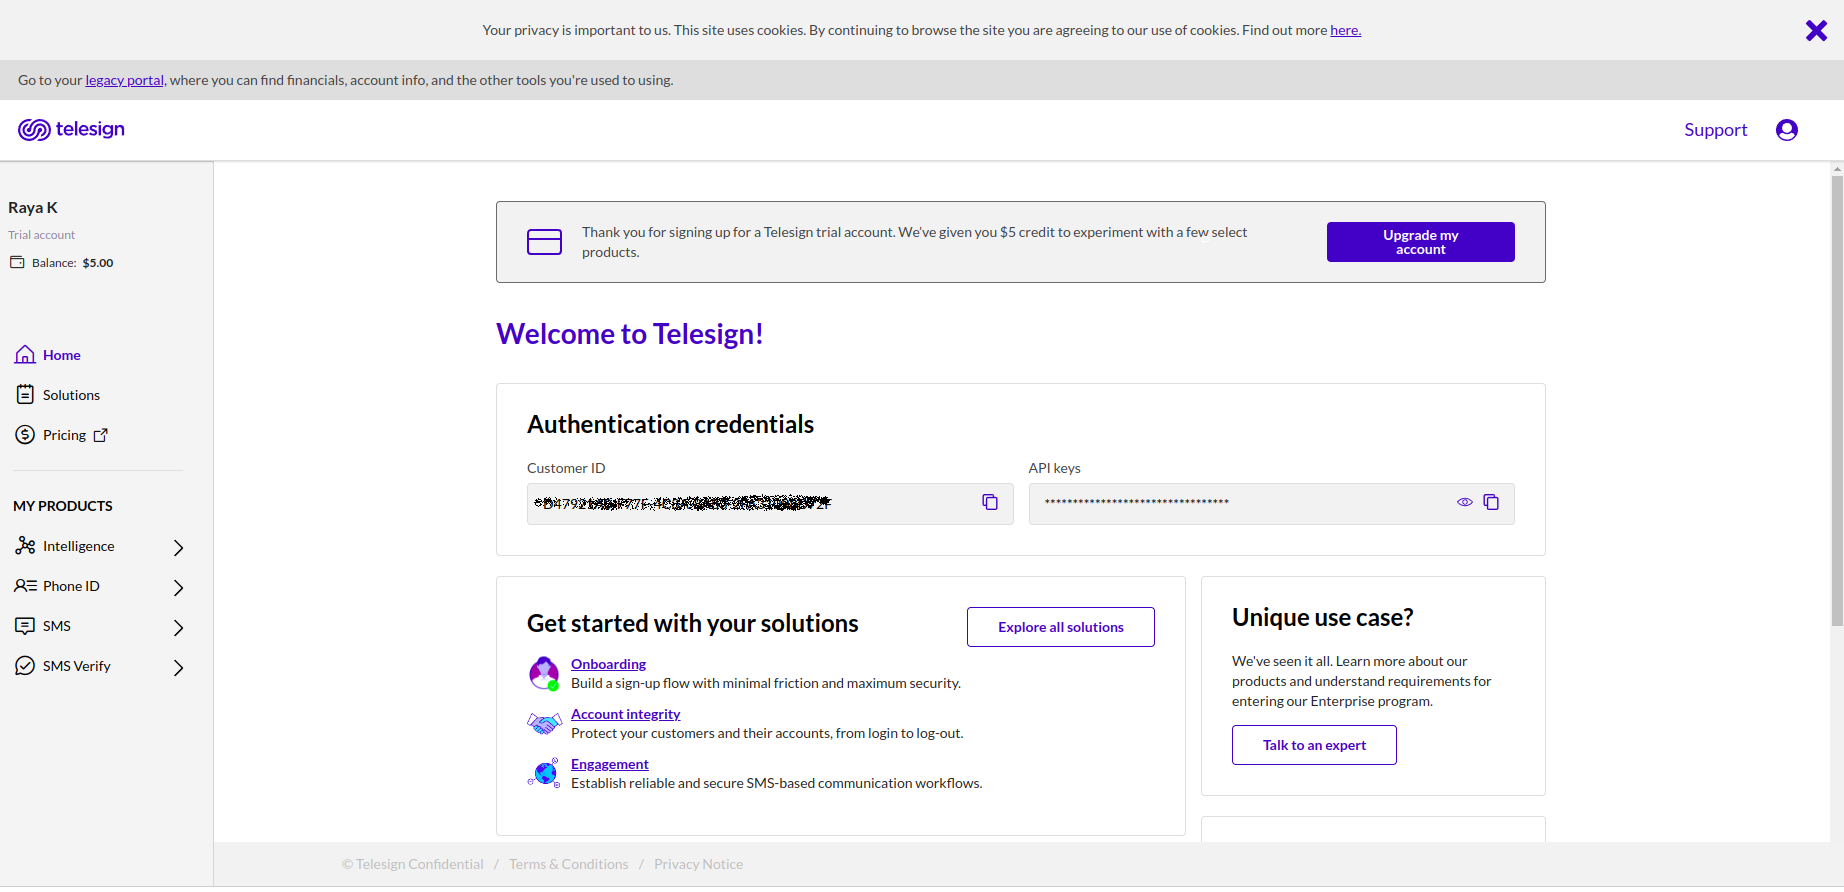 Your privacy is important to us. This site uses cookies. By continuing to browse the site you are agreeing to our use of cookies. Find out more here.
Go to your legacy portal, where you can find financials, account info, and the other tools you're used to using.
telesign
Support
Raya K
Trial account
Balance: $5.00
Home
Solutions
Pricing
MY PRODUCTS
Intelligence
Phone ID
SMS
SMS Verify
Thank you for signing up for a Telesign trial account. We've given you $5 credit to experiment with a few select
products.
Upgrade my
account
Welcome to Telesign!
Authentication credentials
Customer ID
API keys
*********************************
Get started with your solutions
Explore all solutions
Onboarding
Build a sign-up flow with minimal friction and maximum security.
Account integrity
Protect your customers and their accounts, from login to log-out.
Engagement
Establish reliable and secure SMS-based communication workflows.
Unique use case?
We've seen it all. Learn more about our
products and understand requirements for
entering our Enterprise program.
Talk to an expert
© Telesign Confidential / Terms & Conditions / Privacy Notice